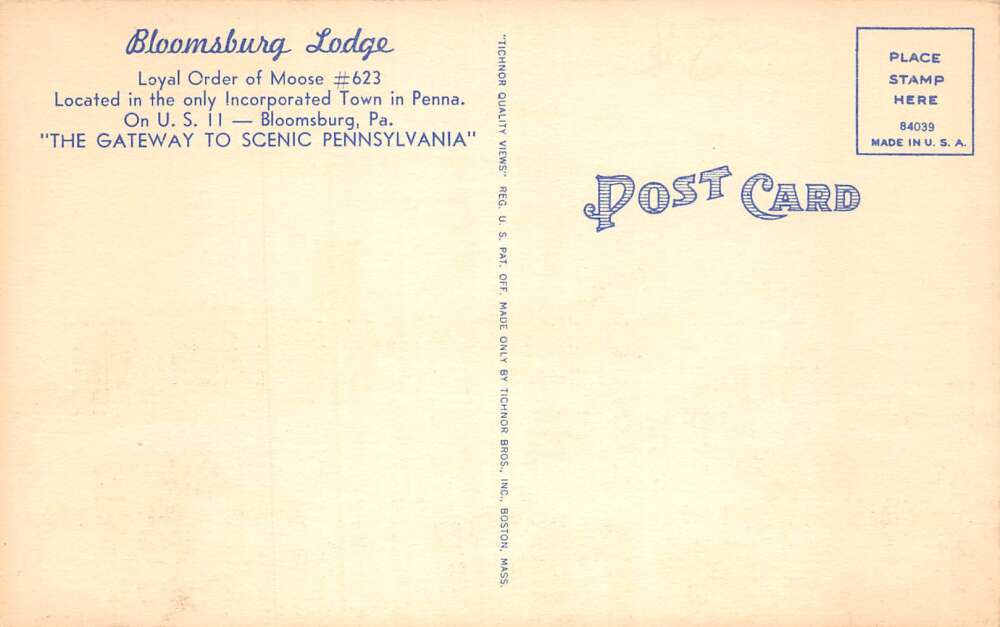 Bloomsburg Lodge
Loyal Order of Moose #623
Located in the only Incorporated Town in Penna.
On U. S. 11 — Bloomsburg, Pa.
"THE GATEWAY TO SCENIC PENNSYLVANIA"
"TICHNOR QUALITY VIEWS" REG. U. S. PAT. OFF. MADE ONLY BY TICHNOR BROS., INC., BOSTON, MASS.
PLACE
STAMP
HERE
84039
MADE IN U. S. A.
POST CARD